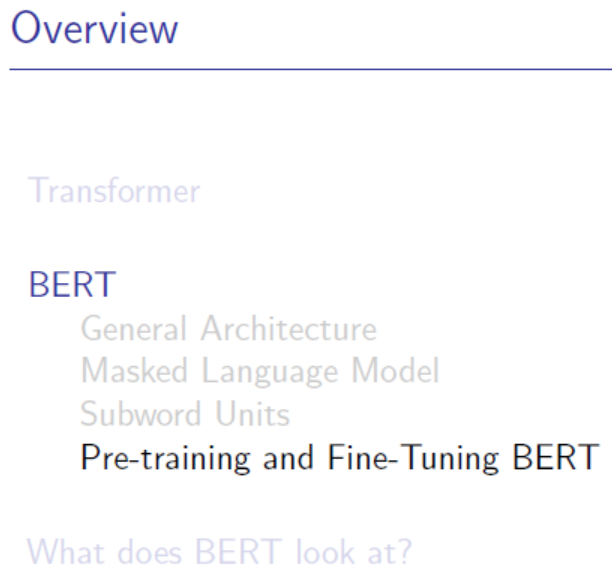 Overview
Transformer
BERT
General Architecture
Masked Language Model
Subword Units
Pre-training and Fine-Tuning BERT
What does BERT look at?